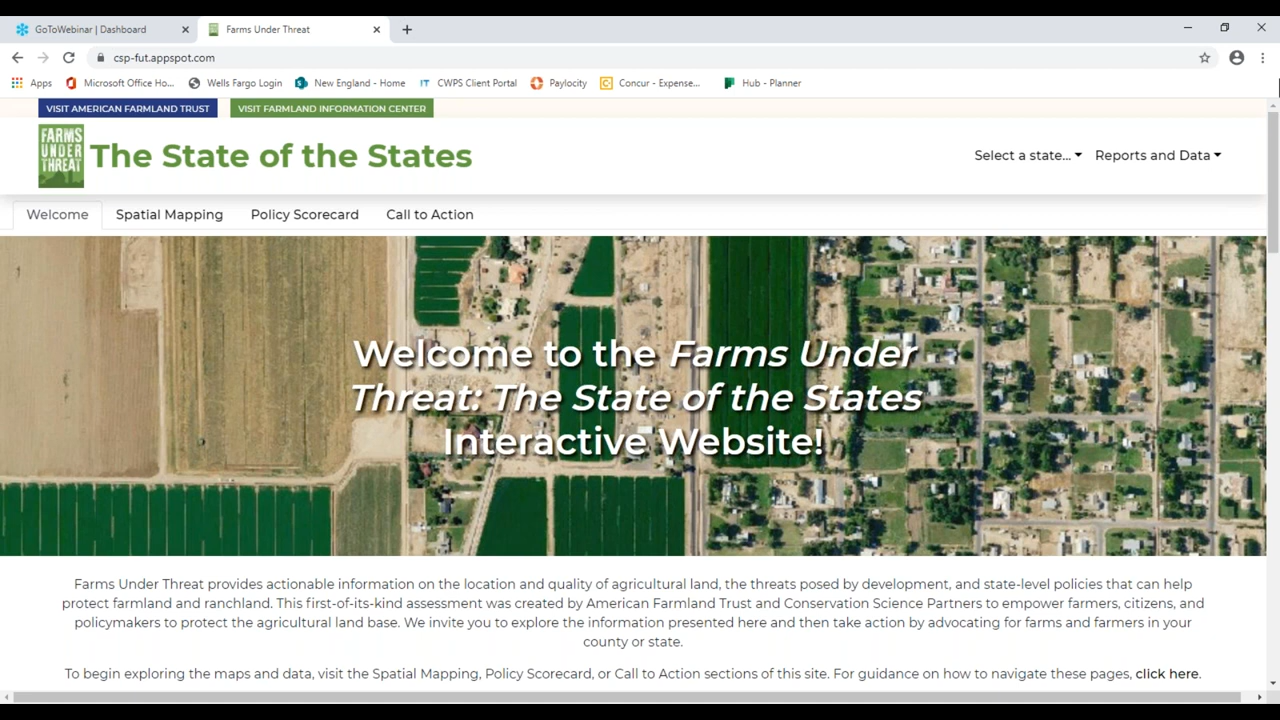 GoToWebinar | Dashboard
Farms Under Threat
csp-fut.appspot.com
Apps
Microsoft Office Ho...
Wells Fargo Login
New England - Home
IT CWPS Client Portal
Paylocity
Concur - Expense...
Hub - Planner
VISIT AMERICAN FARMLAND TRUST
VISIT FARMLAND INFORMATION CENTER
FARMS
UNDER
THREAT
The State of the States
Select a state...
Reports and Data
Welcome
Spatial Mapping
Policy Scorecard
Call to Action
Welcome to the Farms Under
Threat: The State of the States
Interactive Website!
Farms Under Threat provides actionable information on the location and quality of agricultural land, the threats posed by development, and state-level policies that can help
protect farmland and ranchland. This first-of-its-kind assessment was created by American Farmland Trust and Conservation Science Partners to empower farmers, citizens, and
policymakers to protect the agricultural land base. We invite you to explore the information presented here and then take action by advocating for farms and farmers in your
county or state.
To begin exploring the maps and data, visit the Spatial Mapping, Policy Scorecard, or Call to Action sections of this site. For guidance on how to navigate these pages, click here.